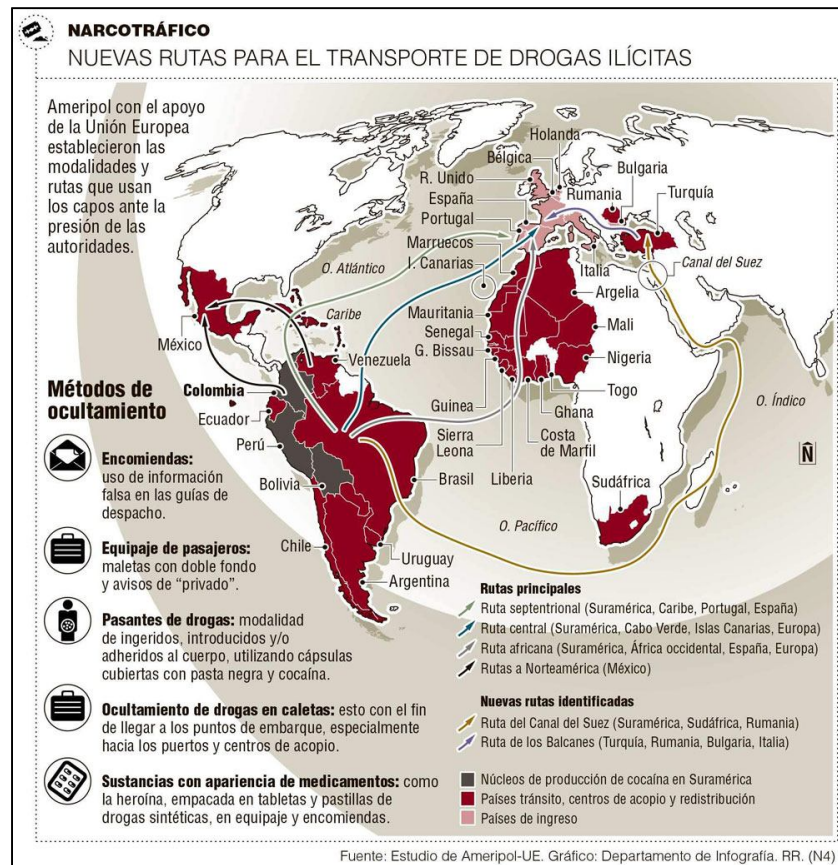 NARCOTRÁFICO
NUEVAS RUTAS PARA EL TRANSPORTE DE DROGAS ILÍCITAS
Ameripol con el apoyo
de la Unión Europea
establecieron las
modalidades y
rutas que usan
los capos ante la
presión de las
autoridades.
Holanda
Bélgica
R. Unido
España
Portugal
Marruecos
I. Canarias
Bulgaria
Rumania
Turquía
Italia
Canal del Suez
O. Atlántico
Caribe
México
Venezuela
Colombia
Ecuador
Perú
Bolivia
Brasil
Chile
Uruguay
Argentina
Mauritania
Senegal
G. Bissau
Guinea
Sierra
Leona
Liberia
Argelia
Mali
Nigeria
Togo
Ghana
Costa
de Marfil
Sudáfrica
O. Índico
O. Pacífico
N
Métodos de
ocultamiento
Encomiendas:
uso de información
falsa en las guías de
despacho.
Equipaje de pasajeros:
maletas con doble fondo
y avisos de “privado”.
Pasantes de drogas: modalidad
de ingeridos, introducidos y/o
adheridos al cuerpo, utilizando cápsulas
cubiertas con pasta negra y cocaína.
Ocultamiento de drogas en caletas: esto con el fin
de llegar a los puntos de embarque, especialmente
hacia los puertos y centros de acopio.
Sustancias con apariencia de medicamentos: como
la heroína, empacada en tabletas y pastillas de
drogas sintéticas, en equipaje y encomiendas.
Rutas principales
Ruta septentrional (Suramérica, Caribe, Portugal, España)
Ruta central (Suramérica, Cabo Verde, Islas Canarias, Europa)
Ruta africana (Suramérica, África occidental, España, Europa)
Rutas a Norteamérica (México)
Nuevas rutas identificadas
Ruta del Canal del Suez (Suramérica, Sudáfrica, Rumania)
Ruta de los Balcanes (Turquía, Rumania, Bulgaria, Italia)
Núcleos de producción de cocaína en Suramérica
Países tránsito, centros de acopio y redistribución
Países de ingreso
Fuente: Estudio de Ameripol-UE. Gráfico: Departamento de Infografía. RR. (N4)